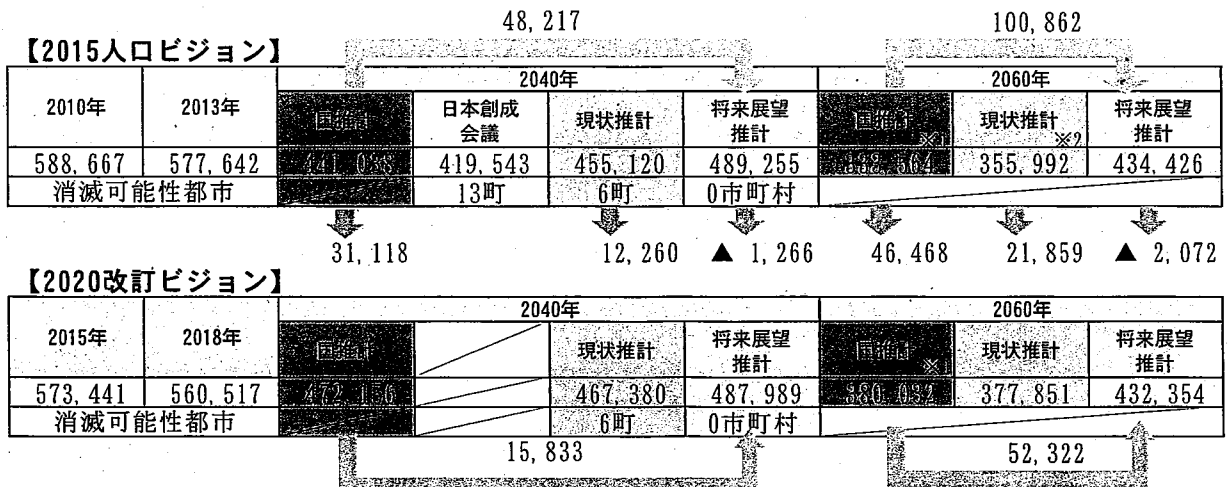 48,217 100,862
【2015人口ビジョン】
2040年 2060年
2010年 2013年 国推計 日本創成会議 現状推計 将来展望推計 国推計 ※1 現状推計 ※2 将来展望推計
588,667 577,642 441,038 419,543 455,120 489,255 333,564 355,992 434,426
消滅可能性都市 13町 6町 0市町村
31,118 12,260 ▲ 1,266 46,468 21,859 ▲ 2,072
【2020改訂ビジョン】
2040年 2060年
2015年 2018年 国推計 現状推計 将来展望推計 国推計 ※1 現状推計 将来展望推計
573,441 560,517 472,156 467,380 487,989 380,032 377,851 432,354
消滅可能性都市 6町 0市町村
15,833 52,322